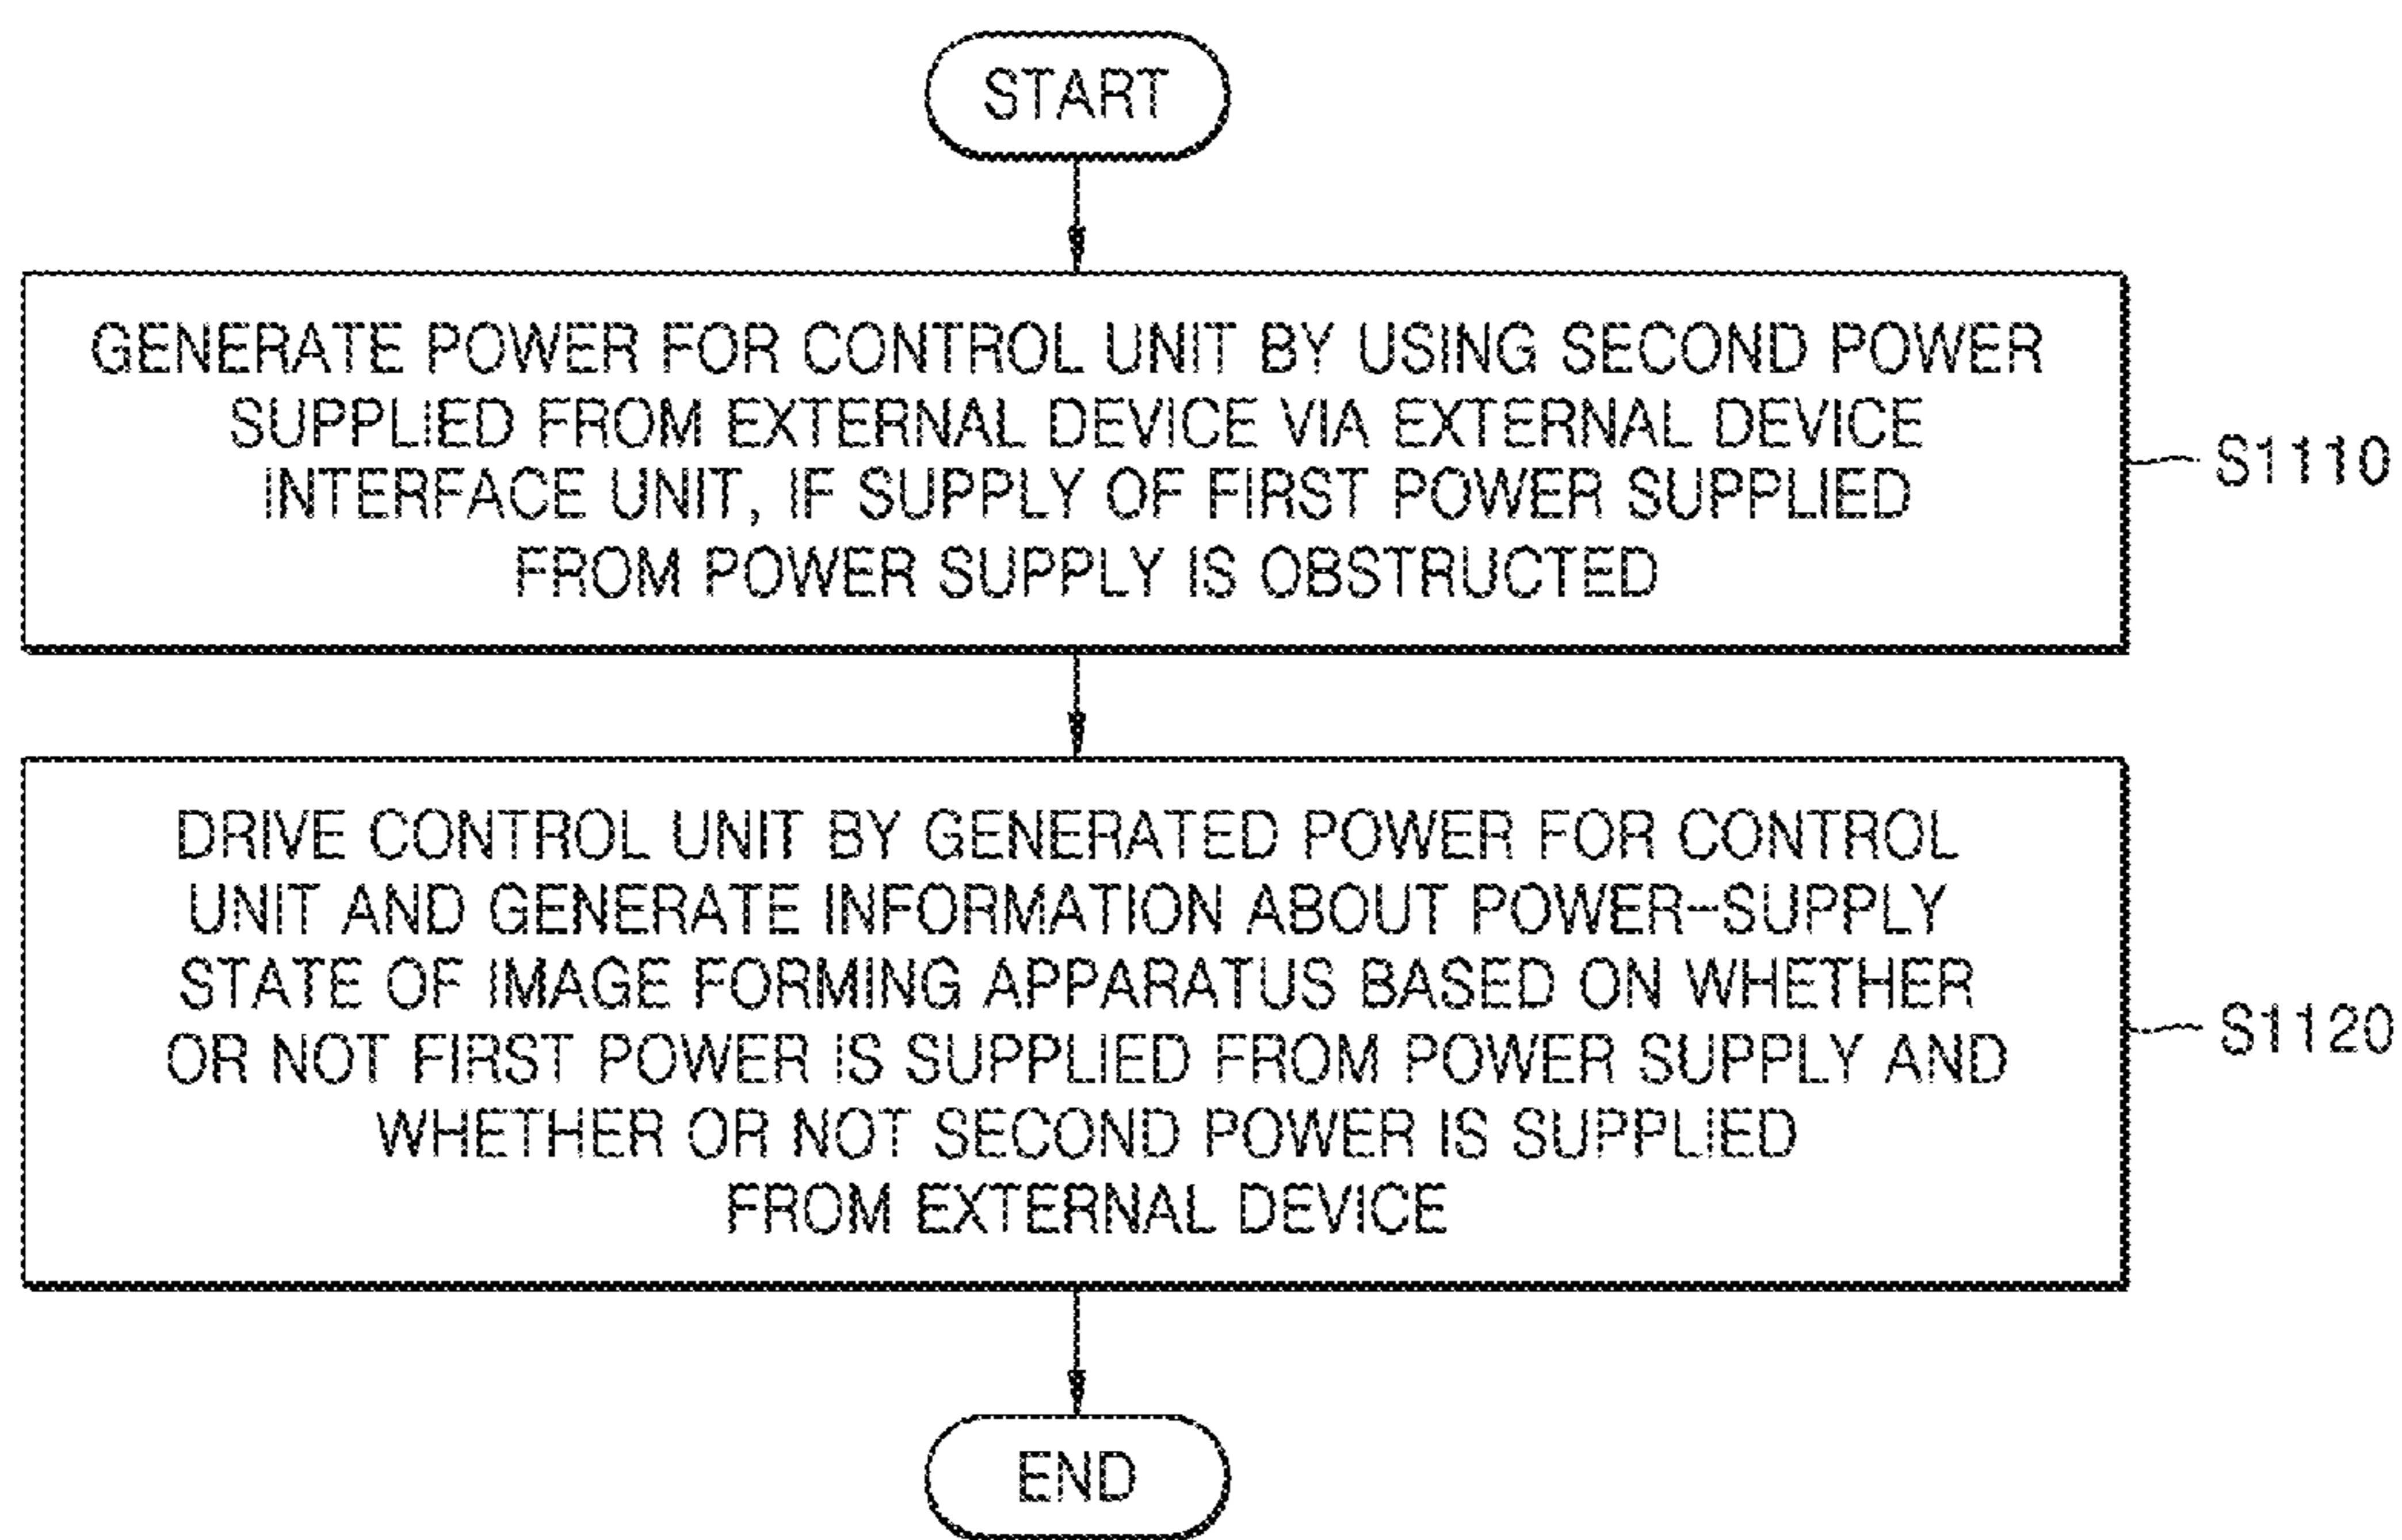 START
GENERATE POWER FOR CONTROL UNIT BY USING SECOND POWER
SUPPLIED FROM EXTERNAL DEVICE VIA EXTERNAL DEVICE
INTERFACE UNIT, IF SUPPLY OF FIRST POWER SUPPLIED
FROM POWER SUPPLY IS OBSTRUCTED
S1110
DRIVE CONTROL UNIT BY GENERATED POWER FOR CONTROL
UNIT AND GENERATE INFORMATION ABOUT POWER-SUPPLY
STATE OF IMAGE FORMING APPARATUS BASED ON WHETHER
OR NOT FIRST POWER IS SUPPLIED FROM POWER SUPPLY AND
WHETHER OR NOT SECOND POWER IS SUPPLIED
FROM EXTERNAL DEVICE
S1120
END